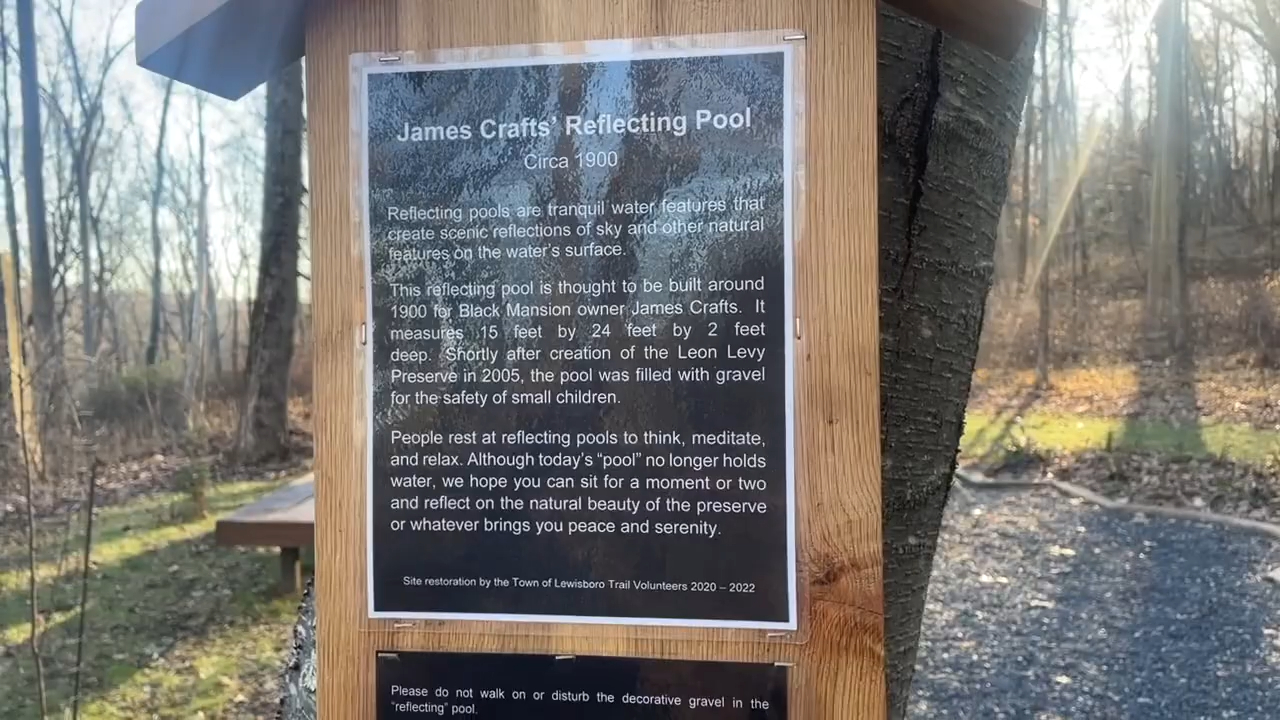 James Crafts’ Reflecting Pool
Circa 1900
Reflecting pools are tranquil water features that
create scenic reflections of sky and other natural
features on the water’s surface.
This reflecting pool is thought to be built around
1900 for Black Mansion owner James Crafts. It
measures 15 feet by 24 feet by 2 feet
deep. Shortly after creation of the Leon Levy
Preserve in 2005, the pool was filled with gravel
for the safety of small children.
People rest at reflecting pools to think, meditate,
and relax. Although today’s “pool” no longer holds
water, we hope you can sit for a moment or two
and reflect on the natural beauty of the preserve
or whatever brings you peace and serenity.
Site restoration by the Town of Lewisboro Trail Volunteers 2020 – 2022
Please do not walk on or disturb the decorative gravel in the
“reflecting” pool.